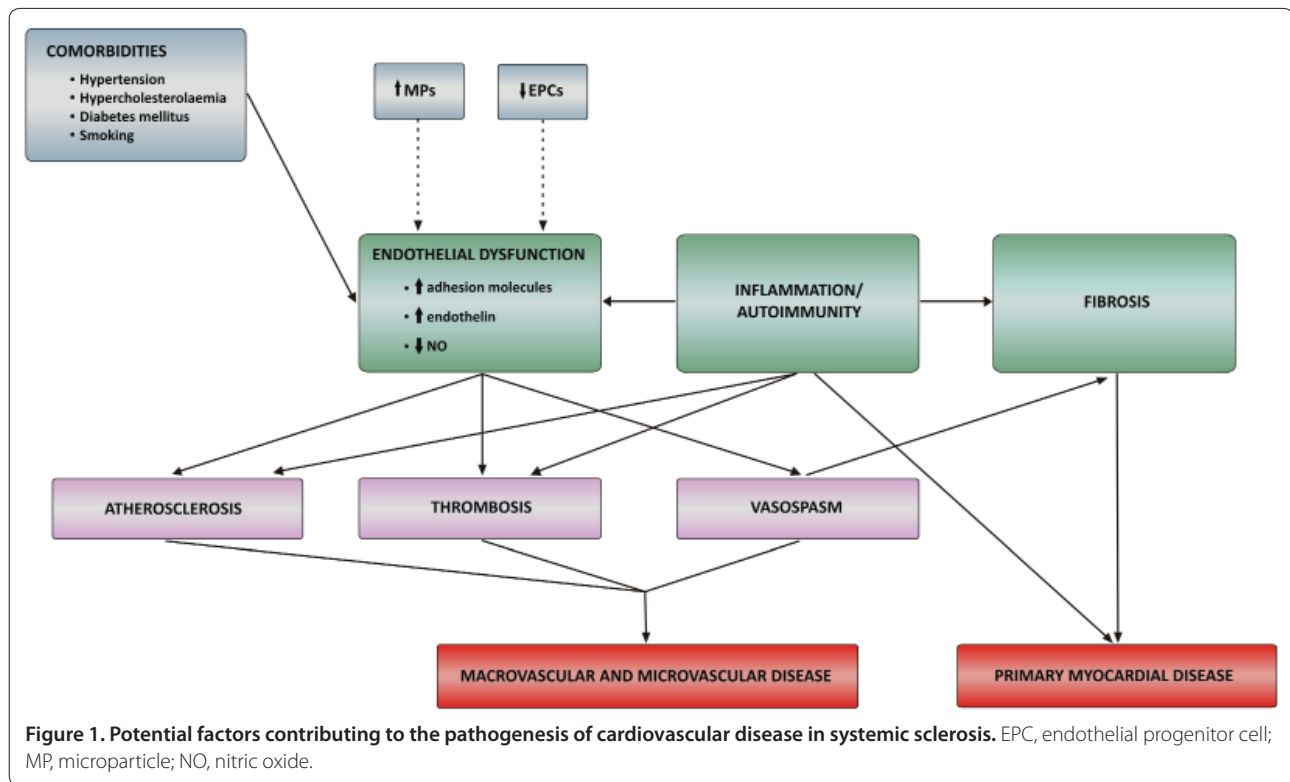 COMORBIDITIES
• Hypertension
• Hypercholesterolaemia
• Diabetes mellitus
• Smoking
↑MPs
↓EPCs
ENDOTHELIAL DYSFUNCTION
• ↑ adhesion molecules
• ↑ endothelin
• ↓ NO
INFLAMMATION/
AUTOIMMUNITY
FIBROSIS
ATHEROSCLEROSIS
THROMBOSIS
VASOSPASM
MACROVASCULAR AND MICROVASCULAR DISEASE
PRIMARY MYOCARDIAL DISEASE
Figure 1. Potential factors contributing to the pathogenesis of cardiovascular disease in systemic sclerosis. EPC, endothelial progenitor cell;
MP, microparticle; NO, nitric oxide.